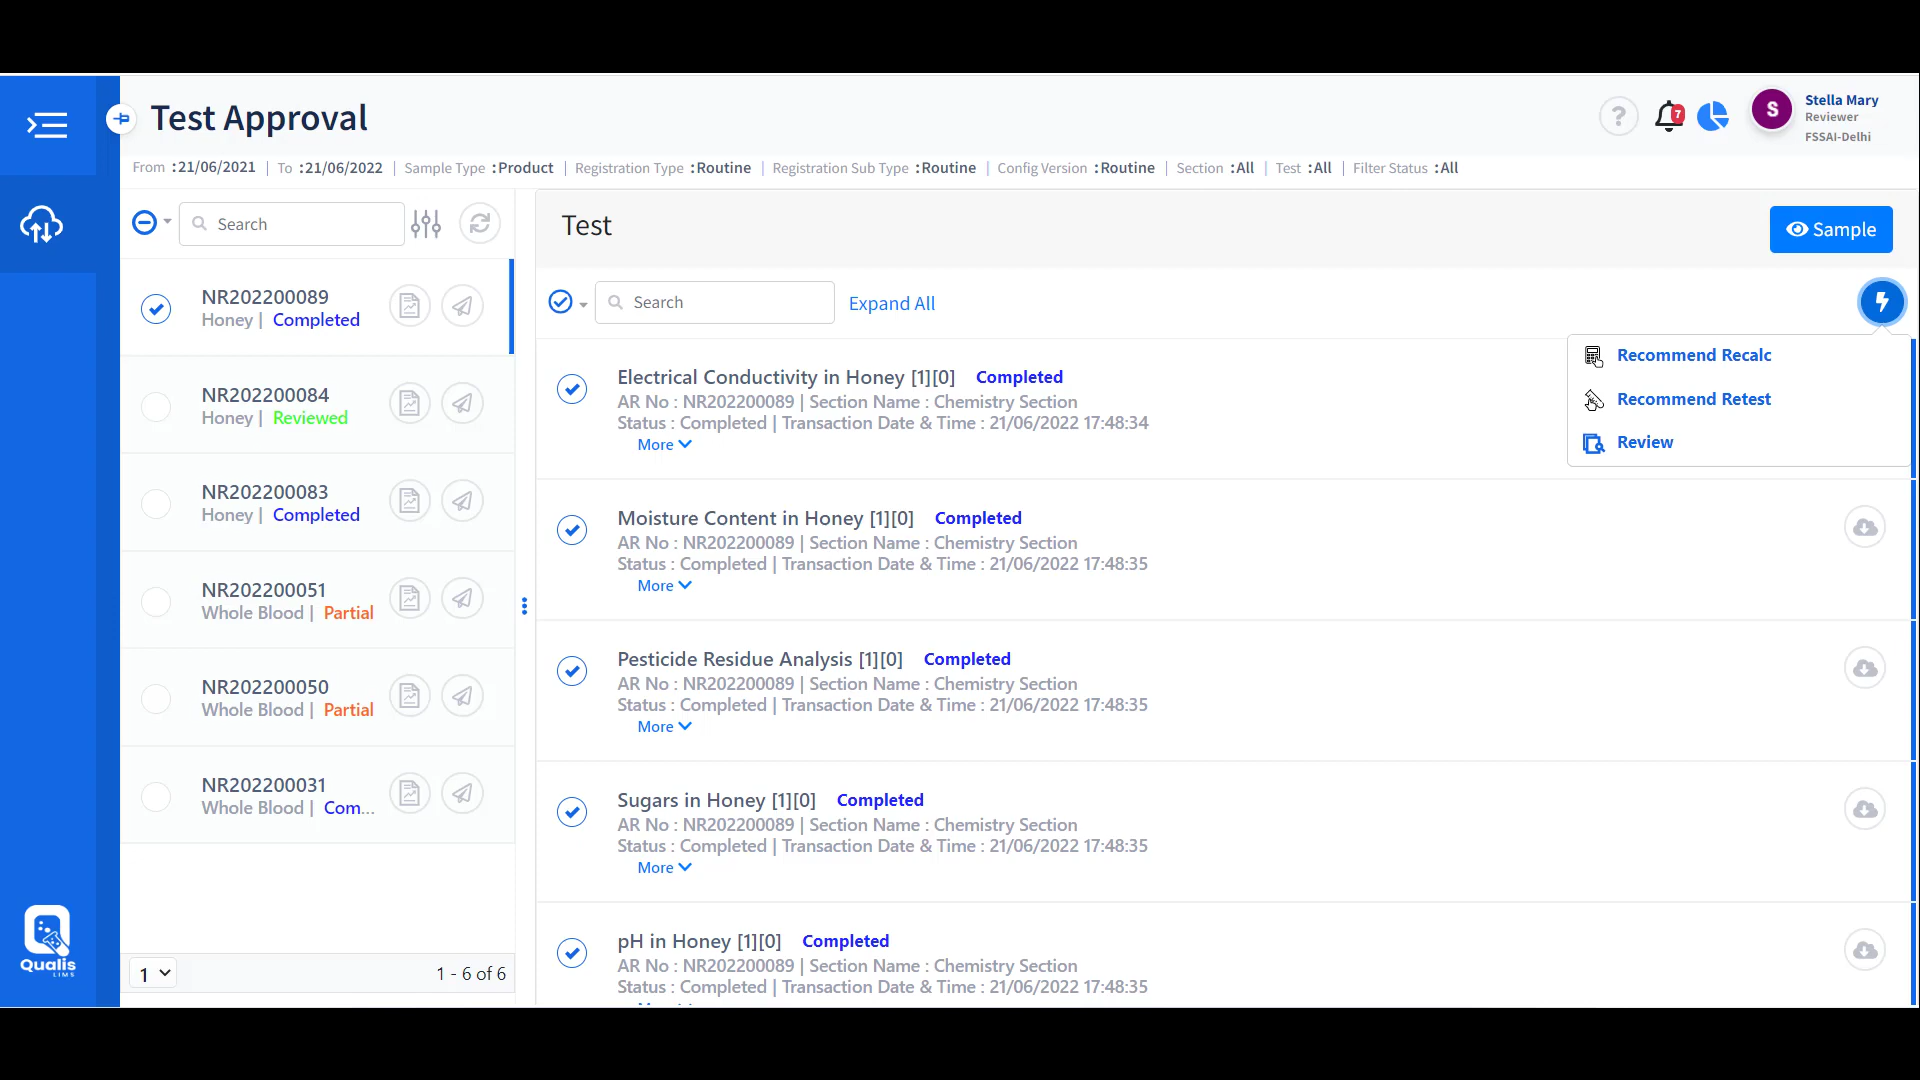 Test Approval
7
S
Stella Mary
Reviewer
FSSAI-Delhi
From :21/06/2021 | To :21/06/2022 | Sample Type :Product | Registration Type :Routine | Registration Sub Type :Routine | Config Version :Routine | Section :All | Test :All | Filter Status :All
Search
NR202200089
Honey | Completed
NR202200084
Honey | Reviewed
NR202200083
Honey | Completed
NR202200051
Whole Blood | Partial
NR202200050
Whole Blood | Partial
NR202200031
Whole Blood | Com...
1
1 - 6 of 6
Qualis
LIMS
Test
Sample
Search
Expand All
Recommend Recalc
Recommend Retest
Review
Electrical Conductivity in Honey [1][0] Completed
AR No : NR202200089 | Section Name : Chemistry Section
Status : Completed | Transaction Date & Time : 21/06/2022 17:48:34
More
Moisture Content in Honey [1][0] Completed
AR No : NR202200089 | Section Name : Chemistry Section
Status : Completed | Transaction Date & Time : 21/06/2022 17:48:35
More
Pesticide Residue Analysis [1][0] Completed
AR No : NR202200089 | Section Name : Chemistry Section
Status : Completed | Transaction Date & Time : 21/06/2022 17:48:35
More
Sugars in Honey [1][0] Completed
AR No : NR202200089 | Section Name : Chemistry Section
Status : Completed | Transaction Date & Time : 21/06/2022 17:48:35
More
pH in Honey [1][0] Completed
AR No : NR202200089 | Section Name : Chemistry Section
Status : Completed | Transaction Date & Time : 21/06/2022 17:48:35